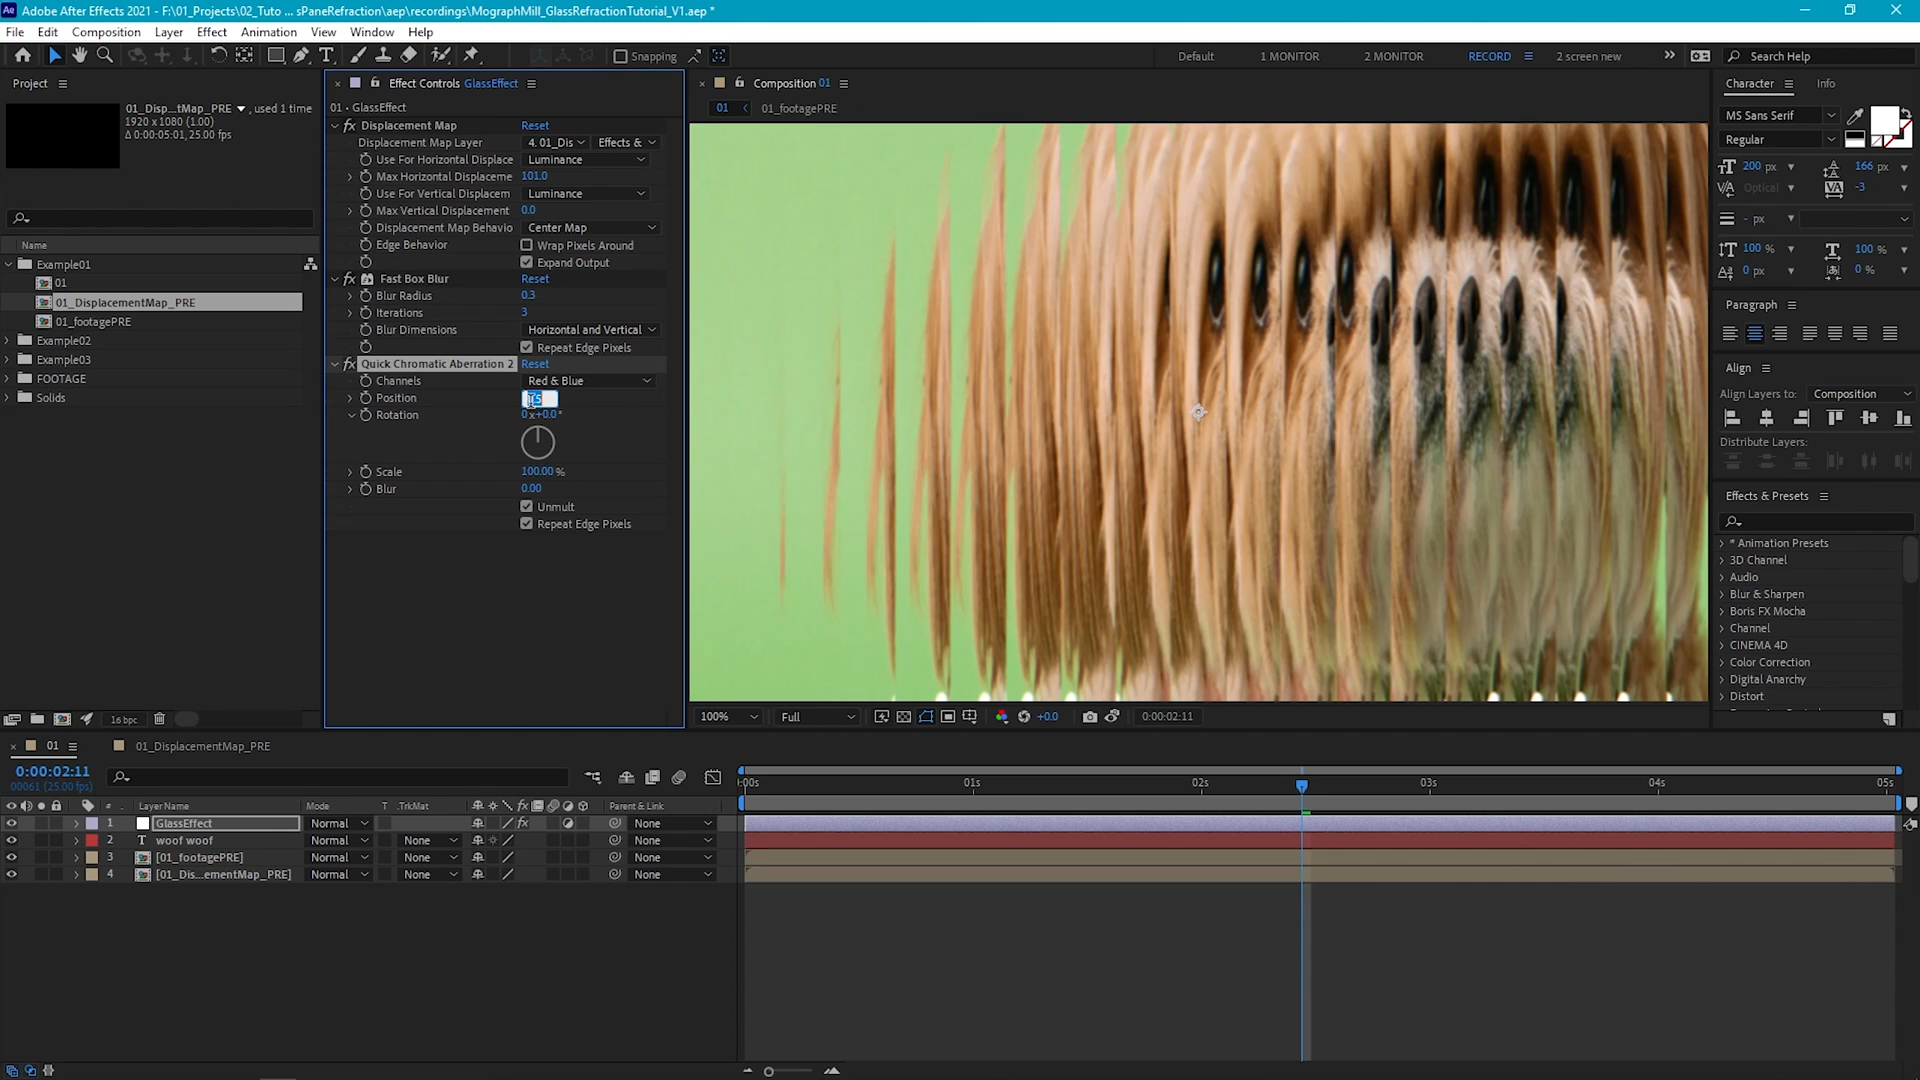 Adobe After Effects 2021 - F:\01_Projects\02_Tuto ... sPaneRefraction\aep\recordings\MographMill_GlassRefractionTutorial_V1.aep *
File Edit Composition Layer Effect Animation View Window Help
Snapping Default 1 MONITOR 2 MONITOR RECORD 2 screen new Search Help
Project
01_Disp...tMap_PRE , used 1 time
1920 x 1080 (1.00)
Δ 0:00:05:01, 25.00 fps
Name
Example01
01
01_DisplacementMap_PRE
01_footagePRE
Example02
Example03
FOOTAGE
Solids
16 bpc
Effect Controls GlassEffect
01 • GlassEffect
fx Displacement Map Reset
Displacement Map Layer 4. 01_Dis Effects &
Use For Horizontal Displace Luminance
Max Horizontal Displaceme 101.0
Use For Vertical Displacem Luminance
Max Vertical Displacement 0.0
Displacement Map Behavio Center Map
Edge Behavior Wrap Pixels Around
Expand Output
fx Fast Box Blur Reset
Blur Radius 0.3
Iterations 3
Blur Dimensions Horizontal and Vertical
Repeat Edge Pixels
fx Quick Chromatic Aberration 2 Reset
Channels Red & Blue
Position
Rotation 0x+0.0°
Scale 100.00 %
Blur 0.00
Unmult
Repeat Edge Pixels
Composition 01
01 01_footagePRE
100% Full +0.0 0:00:02:11
Character Info
MS Sans Serif
Regular
200 px 166 px
Optical -3
- px
100 % 100 %
0 px 0 %
Paragraph
Align
Align Layers to: Composition
Distribute Layers:
Effects & Presets
* Animation Presets
3D Channel
Audio
Blur & Sharpen
Boris FX Mocha
Channel
CINEMA 4D
Color Correction
Digital Anarchy
Distort
01 01_DisplacementMap_PRE
0:00:02:11
00061 (25.00 fps)
# Layer Name Mode T .TrkMat Parent & Link
:00s 01s 02s 03s 04s 05s
1 GlassEffect Normal None
2 T woof woof Normal None None
3 [01_footagePRE] Normal None None
4 [01_Dis...ementMap_PRE] Normal None None